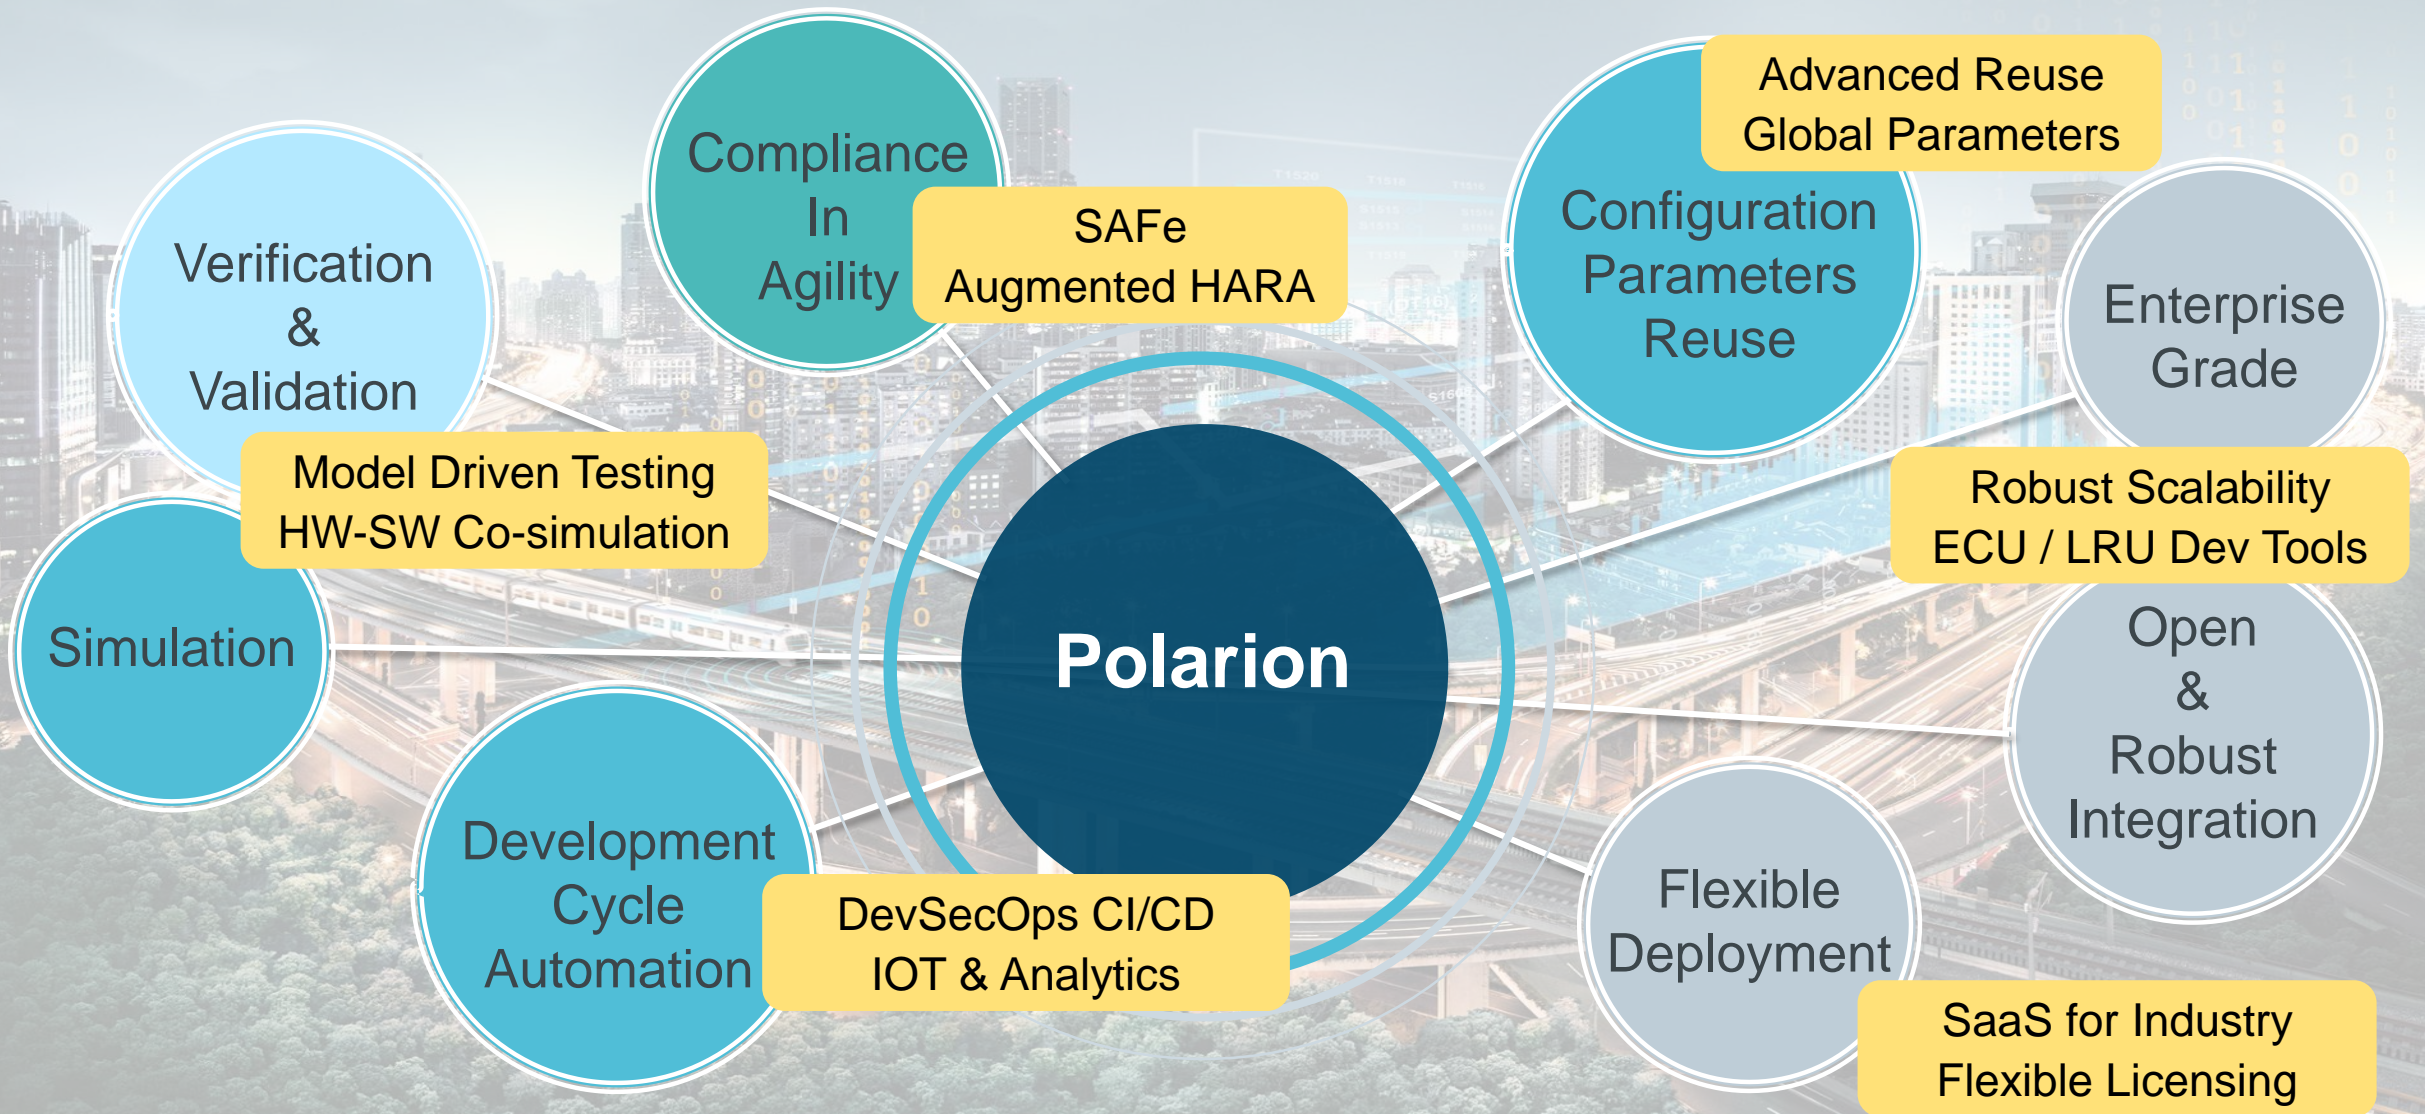 Compliance
In
Agility
SAFe
Augmented HARA
Advanced Reuse
Global Parameters
Configuration
Parameters
Reuse
Verification
&
Validation
Model Driven Testing
HW-SW Co-simulation
Enterprise
Grade
Robust Scalability
ECU / LRU Dev Tools
Simulation
Polarion
Open
&
Robust
Integration
Development
Cycle
Automation
DevSecOps CI/CD
IOT & Analytics
Flexible
Deployment
SaaS for Industry
Flexible Licensing